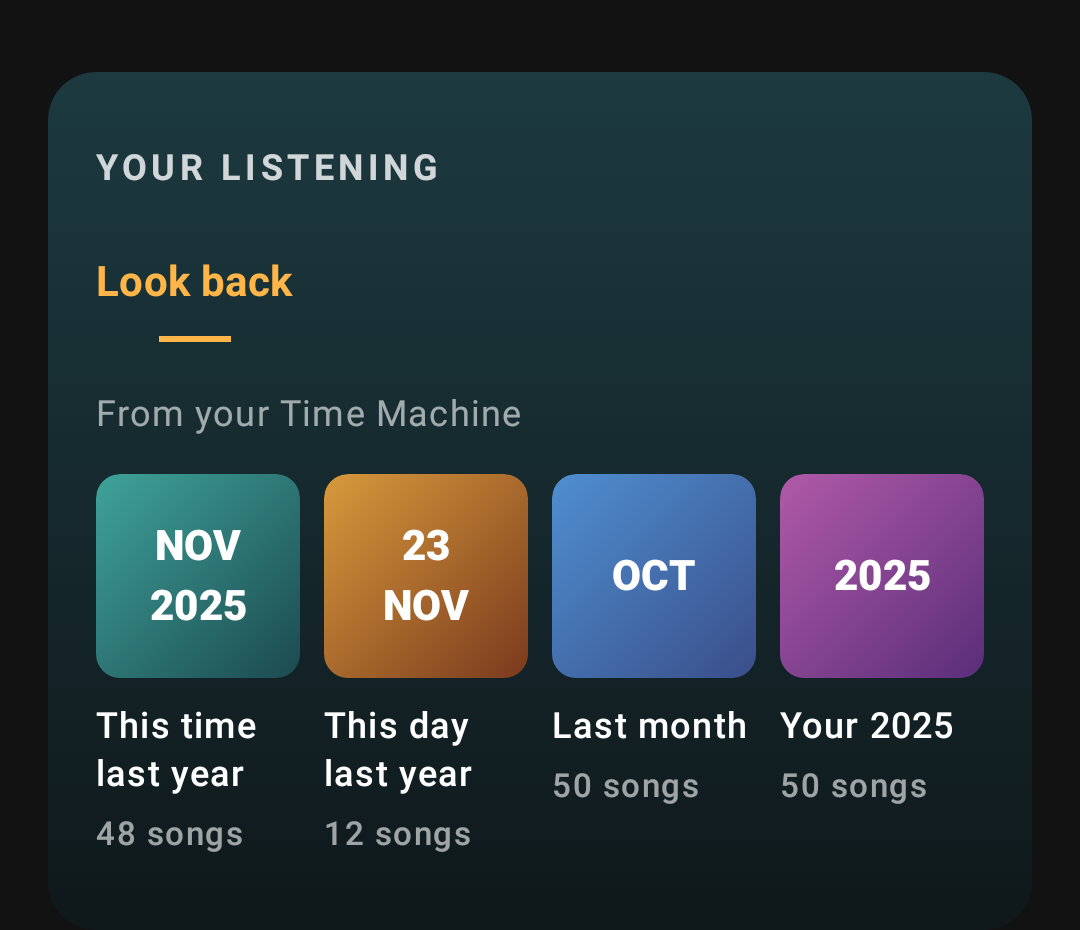 YOUR LISTENING
Look back
From your Time Machine
NOV
2025
23
NOV
OCT
2025
This time
last year
48 songs
This day
last year
12 songs
Last month
50 songs
Your 2025
50 songs